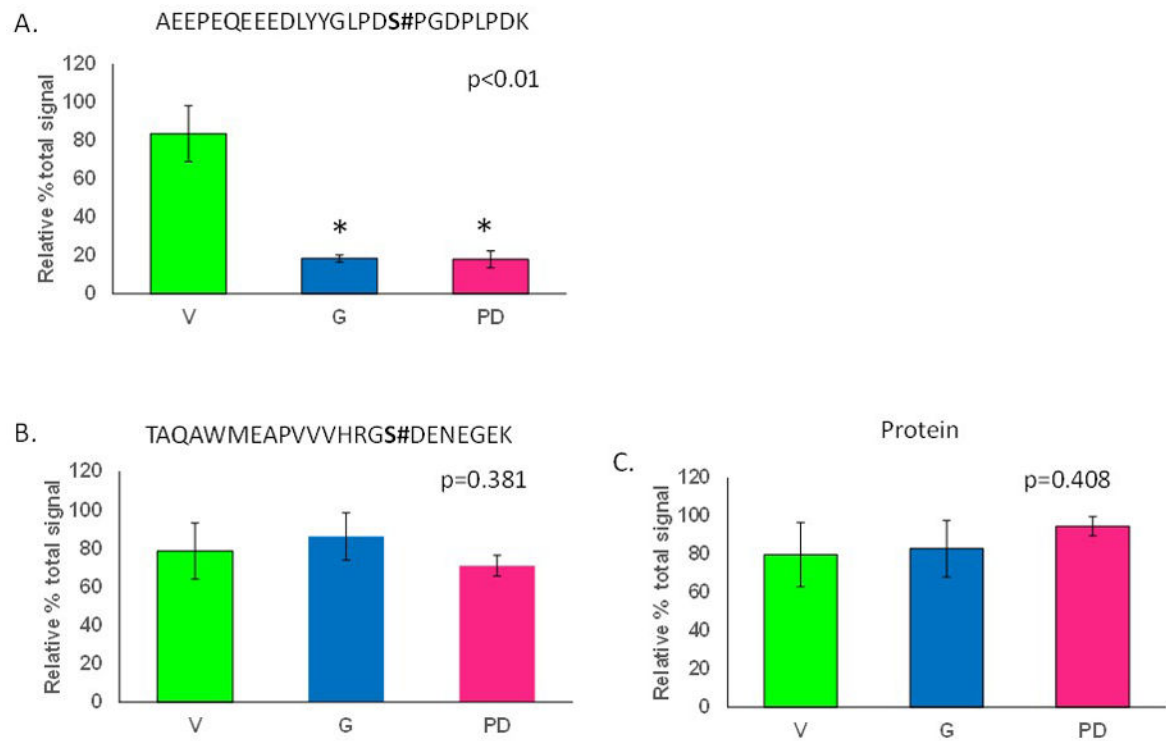 A.
AEEPEQEEEDLYYGLPDS#PGDPLPDK
p<0.01
Relative % total signal
120
100
80
60
40
20
0
*
*
V G PD
B.
TAQAWMEAPVVVHRGS#DENEGEK
p=0.381
Relative % total signal
120
100
80
60
40
20
0
V G PD
C.
Protein
p=0.408
Relative % total signal
120
100
80
60
40
20
0
V G PD